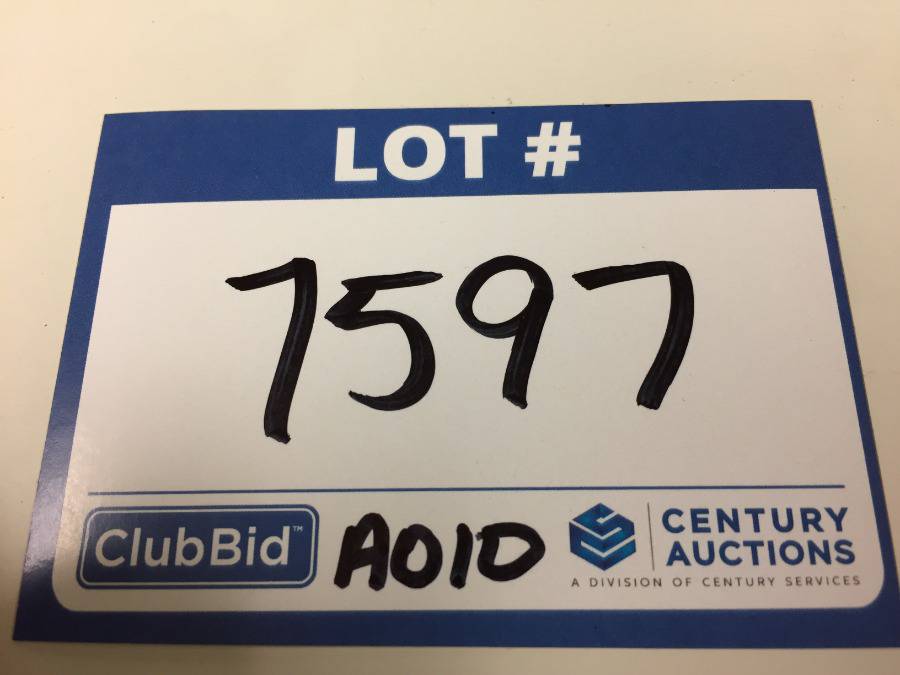 LOT #
7597
ClubBid™ A010 CENTURY
AUCTIONS
A DIVISION OF CENTURY SERVICES